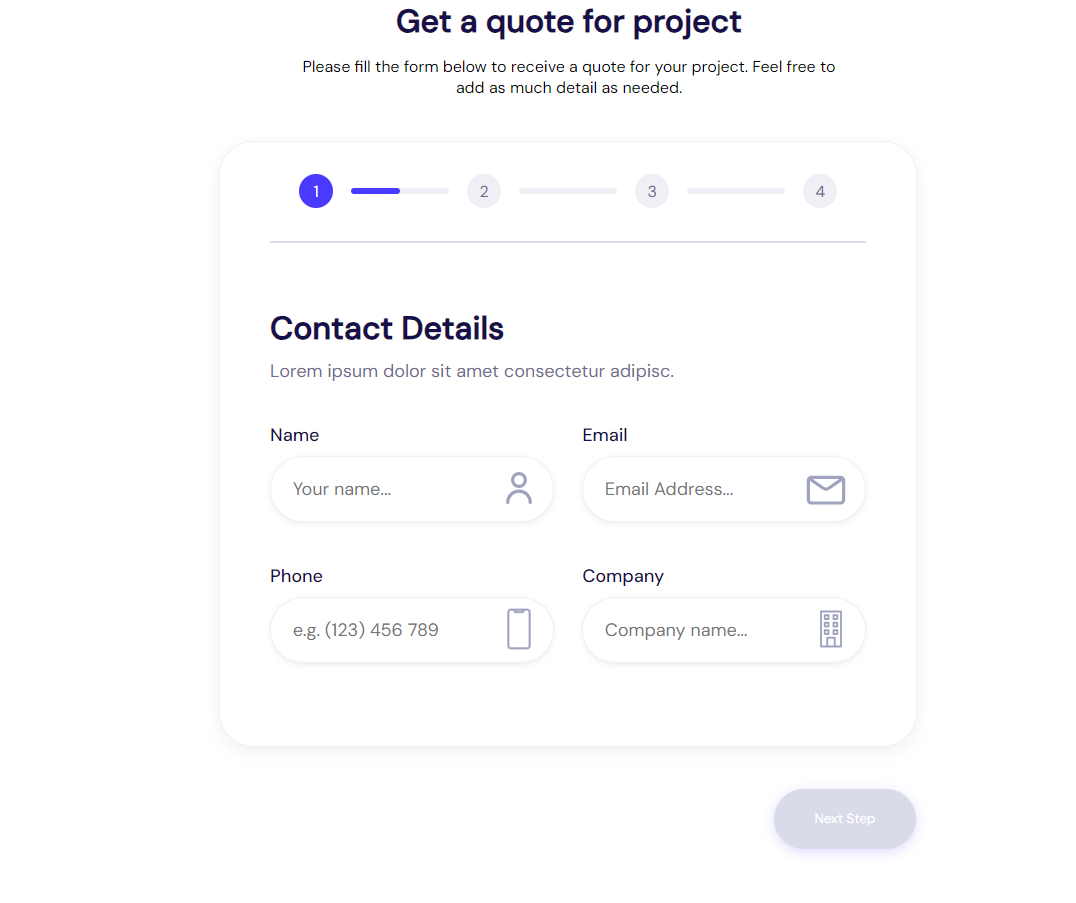 Get a quote for project
Please fill the form below to receive a quote for your project. Feel free to
add as much detail as needed.
1 2 3 4
Contact Details
Lorem ipsum dolor sit amet consectetur adipisc.
Name Email
Your name... Email Address...
Phone Company
e.g. (123) 456 789 Company name...
Next Step